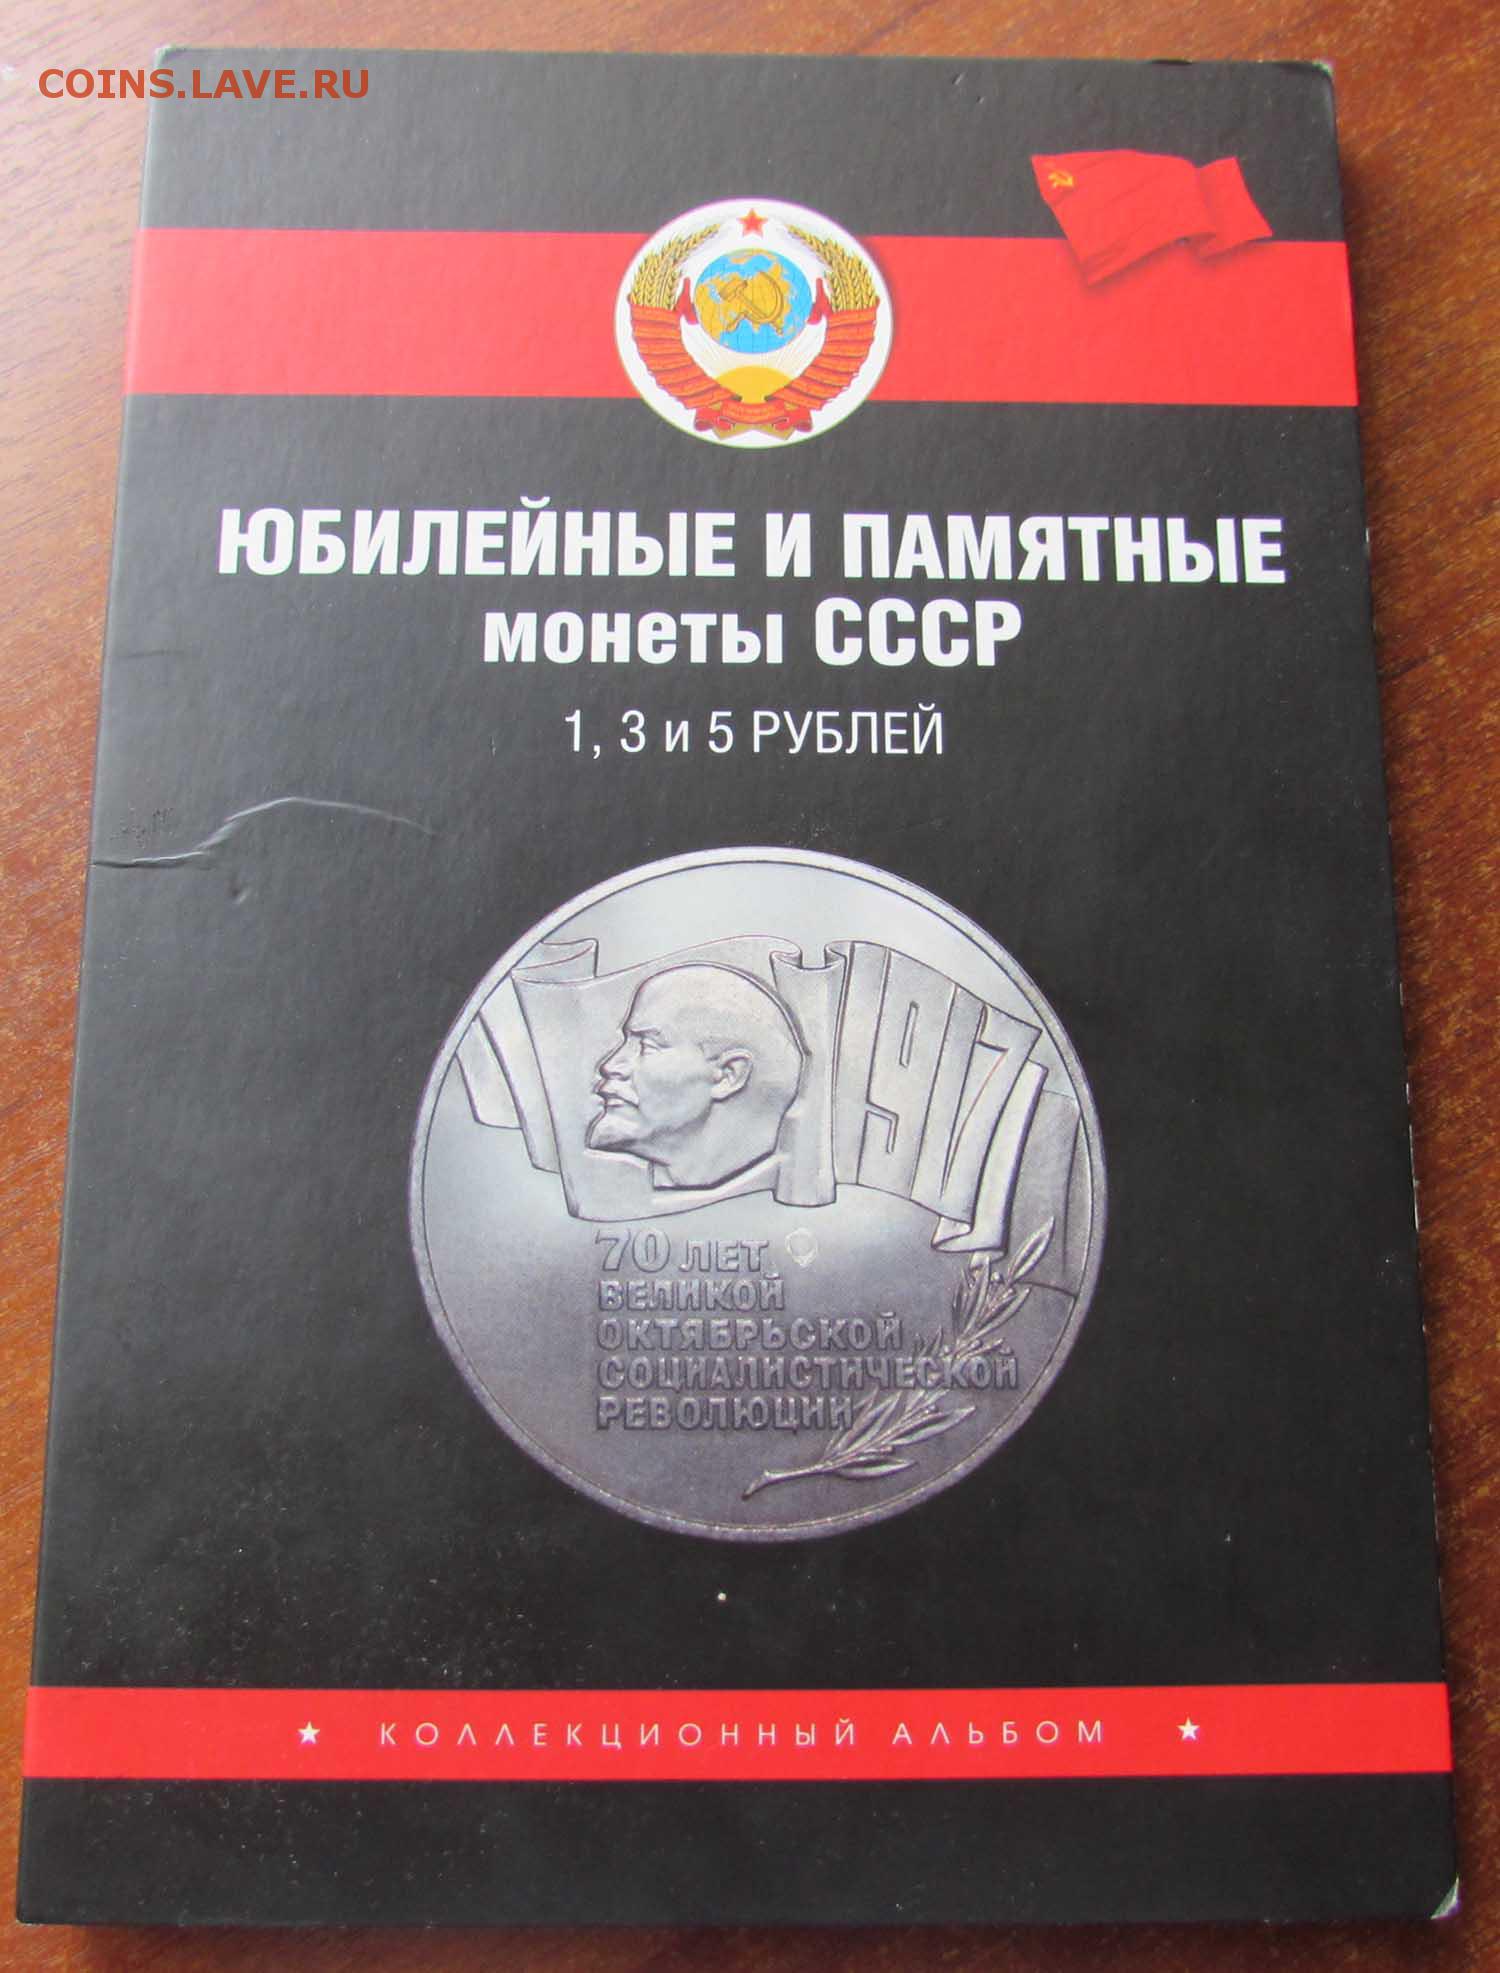 COINS.LAVE.RU
ЮБИЛЕЙНЫЕ И ПАМЯТНЫЕ
монеты СССР
1, 3 и 5 РУБЛЕЙ
1917
70 ЛЕТ
ВЕЛИКОЙ
ОКТЯБРЬСКОЙ
СОЦИАЛИСТИЧЕСКОЙ
РЕВОЛЮЦИИ
★ КОЛЛЕКЦИОННЫЙ АЛЬБОМ ★